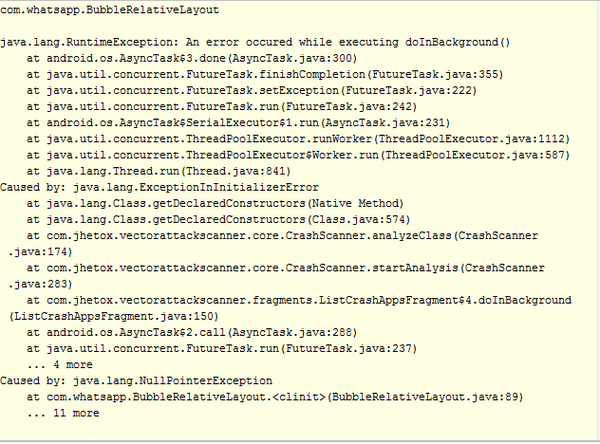 com.whatsapp.BubbleRelativeLayout
java.lang.RuntimeException: An error occured while executing doInBackground()
at android.os.AsyncTask$3.done(AsyncTask.java:300)
at java.util.concurrent.FutureTask.finishCompletion(FutureTask.java:355)
at java.util.concurrent.FutureTask.setException(FutureTask.java:222)
at java.util.concurrent.FutureTask.run(FutureTask.java:242)
at android.os.AsyncTask$SerialExecutor$1.run(AsyncTask.java:231)
at java.util.concurrent.ThreadPoolExecutor.runWorker(ThreadPoolExecutor.java:1112)
at java.util.concurrent.ThreadPoolExecutor$Worker.run(ThreadPoolExecutor.java:587)
at java.lang.Thread.run(Thread.java:841)
Caused by: java.lang.ExceptionInInitializerError
at java.lang.Class.getDeclaredConstructors(Native Method)
at java.lang.Class.getDeclaredConstructors(Class.java:574)
at com.jhetox.vectorattackscanner.core.CrashScanner.analyzeClass(CrashScanner
.java:174)
at com.jhetox.vectorattackscanner.core.CrashScanner.startAnalysis(CrashScanner
.java:283)
at com.jhetox.vectorattackscanner.fragments.ListCrashAppsFragment$4.doInBackground
(ListCrashAppsFragment.java:150)
at android.os.AsyncTask$2.call(AsyncTask.java:288)
at java.util.concurrent.FutureTask.run(FutureTask.java:237)
... 4 more
Caused by: java.lang.NullPointerException
at com.whatsapp.BubbleRelativeLayout.<clinit>(BubbleRelativeLayout.java:89)
... 11 more